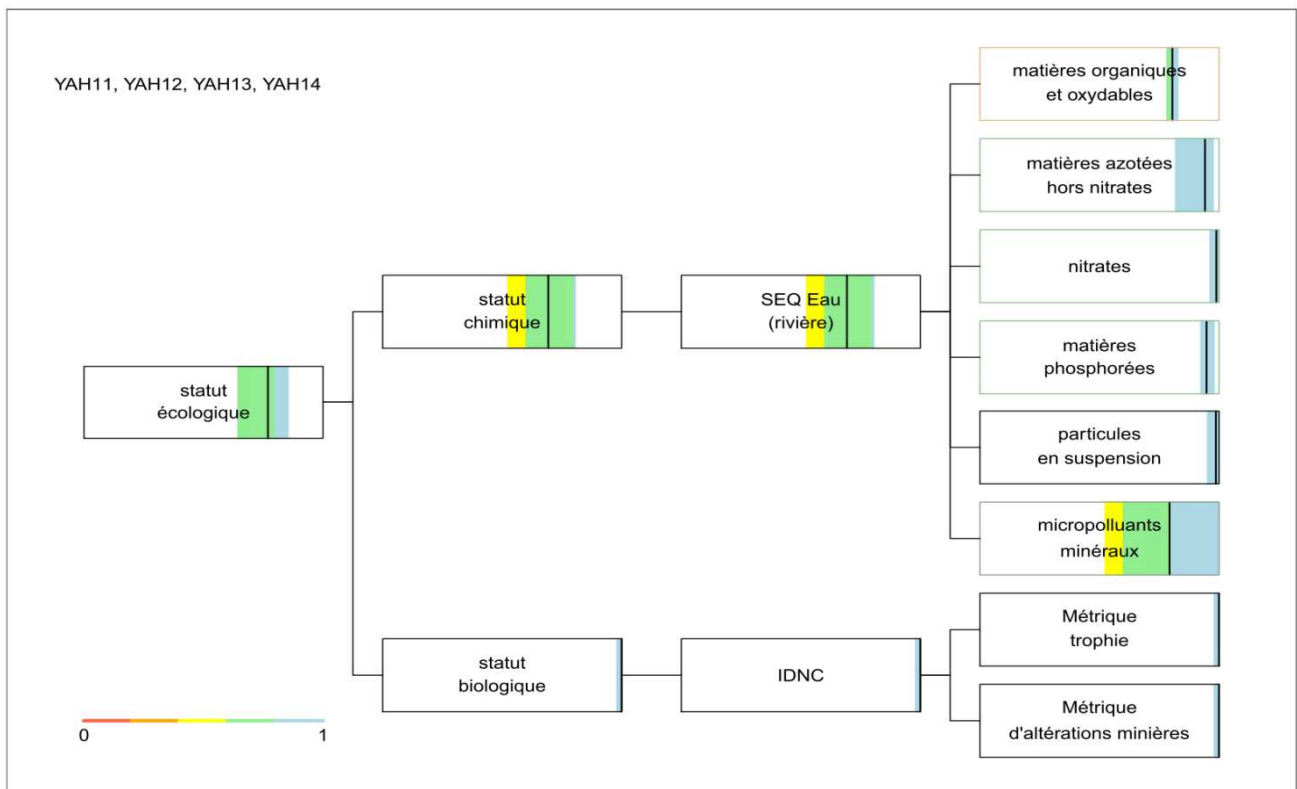 YAH11, YAH12, YAH13, YAH14
statut
écologique
statut
chimique
SEQ Eau
(rivière)
matières organiques
et oxydables
matières azotées
hors nitrates
nitrates
matières
phosphorées
particules
en suspension
micropolluants
minéraux
statut
biologique
IDNC
Métrique
trophie
Métrique
d'altérations minières
0
1